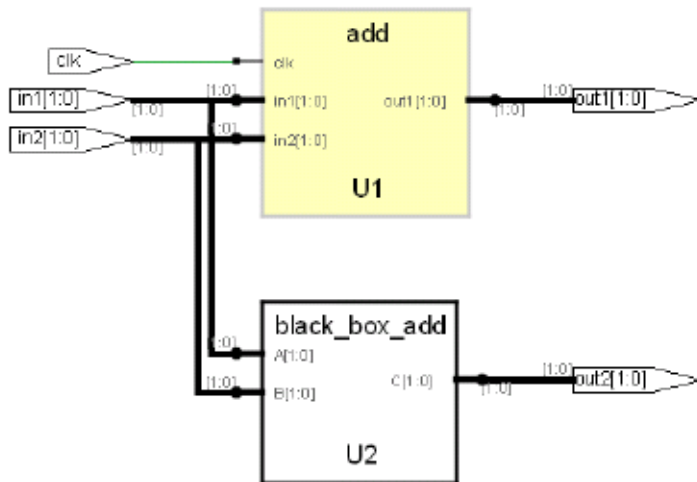 add
clk
clk
[1:0]
in1[1:0]
[1:0]
in1[1:0]
out1[1:0]
[1:0]
[1:0]
out1[1:0]
[1:0]
in2[1:0]
[1:0]
in2[1:0]
U1
black_box_add
[1:0]
A[1:0]
[1:0]
B[1:0]
C[1:0]
[1:0]
[1:0]
out2[1:0]
U2